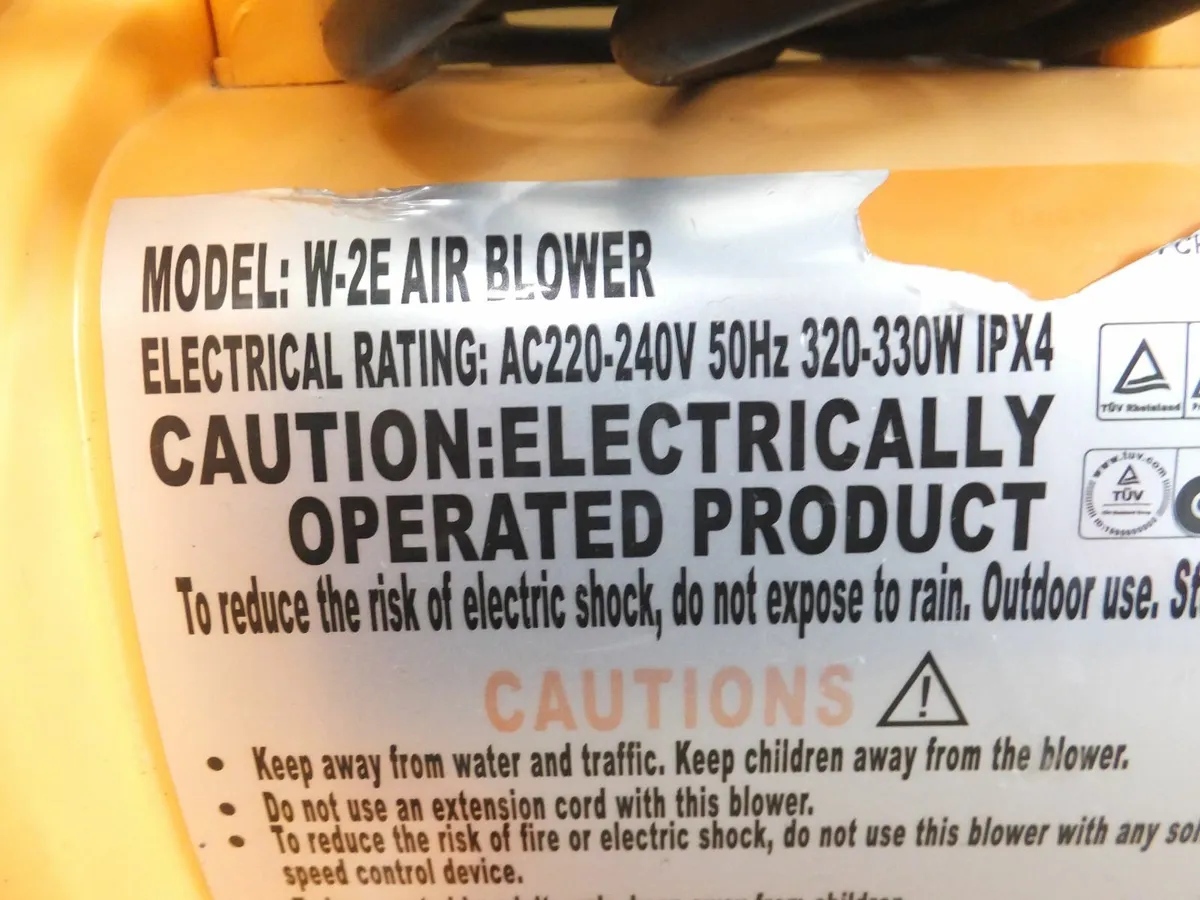 MODEL: W-2E AIR BLOWER
ELECTRICAL RATING: AC220-240V 50Hz 320-330W IPX4
TÜV Rheinland
CAUTION:ELECTRICALLY
OPERATED PRODUCT
www.tuv.com
TÜV
To reduce the risk of electric shock, do not expose to rain. Outdoor use.
CAUTIONS
• Keep away from water and traffic. Keep children away from the blower.
• Do not use an extension cord with this blower.
• To reduce the risk of fire or electric shock, do not use this blower with any
speed control device.